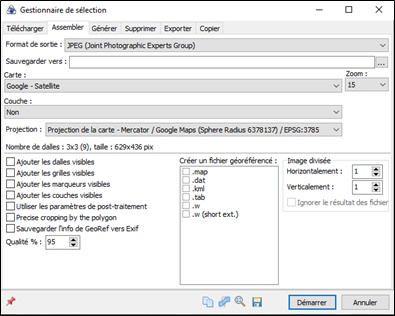 Gestionnaire de sélection
Télécharger Assembler Générer Supprimer Exporter Copier
Format de sortie : JPEG (Joint Photographic Experts Group)
Sauvegarder vers : ...
Carte : Zoom :
Google - Satellite 15
Couche :
Non
Projection : Projection de la carte - Mercator / Google Maps (Sphere Radius 6378137) / EPSG:3785
Nombre de dalles : 3x3 (9), taille : 629x436 pix
Ajouter les dalles visibles
Ajouter les grilles visibles
Ajouter les marqueurs visibles
Ajouter les couches visibles
Utiliser les paramètres de post-traitement
Precise cropping by the polygon
Sauvegarder l'info de GeoRef vers Exif
Qualité % : 95
Créer un fichier géoréférencé :
.map
.dat
.kml
.tab
.w
.w (short ext.)
Image divisée
Horizontalement : 1
Verticalement : 1
Ignorer le résultat des fichier
Démarrer Annuler